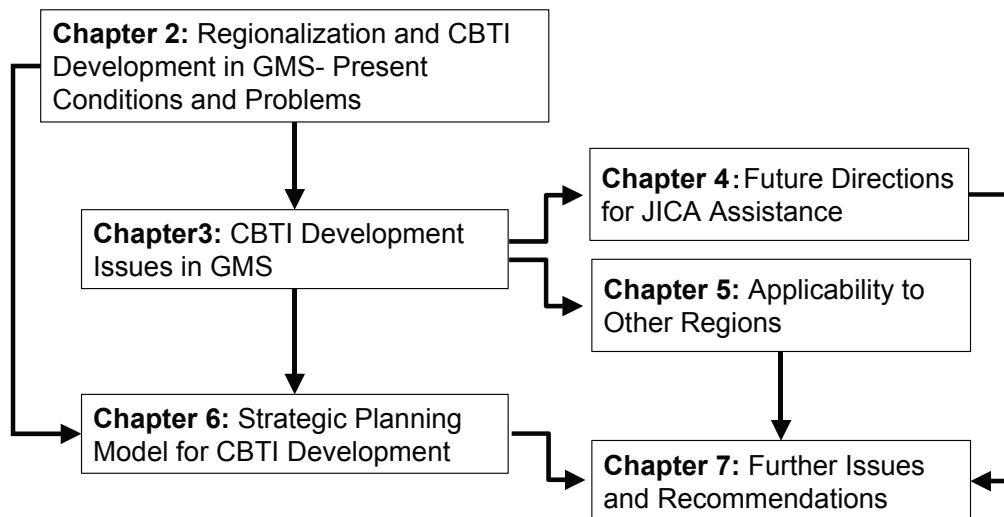 Chapter 2: Regionalization and CBTI
Development in GMS- Present
Conditions and Problems
Chapter3: CBTI Development
Issues in GMS
Chapter 4：Future Directions
for JICA Assistance
Chapter 5: Applicability to
Other Regions
Chapter 6: Strategic Planning
Model for CBTI Development
Chapter 7: Further Issues
and Recommendations